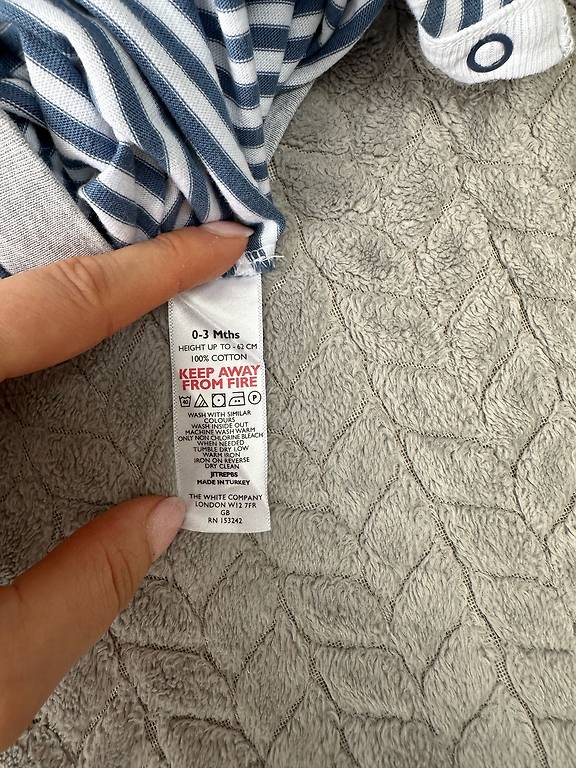 0-3 Mths
HEIGHT UP TO - 62 CM
100% COTTON
KEEP AWAY
FROM FIRE
40 P
WASH WITH SIMILAR
COLOURS
WASH INSIDE OUT
MACHINE WASH WARM
ONLY NON CHLORINE BLEACH
WHEN NEEDED
TUMBLE DRY LOW
WARM IRON
IRON ON REVERSE
DRY CLEAN
JITREP85
MADE IN TURKEY
THE WHITE COMPANY
LONDON W12 7FR
GB
RN 153242